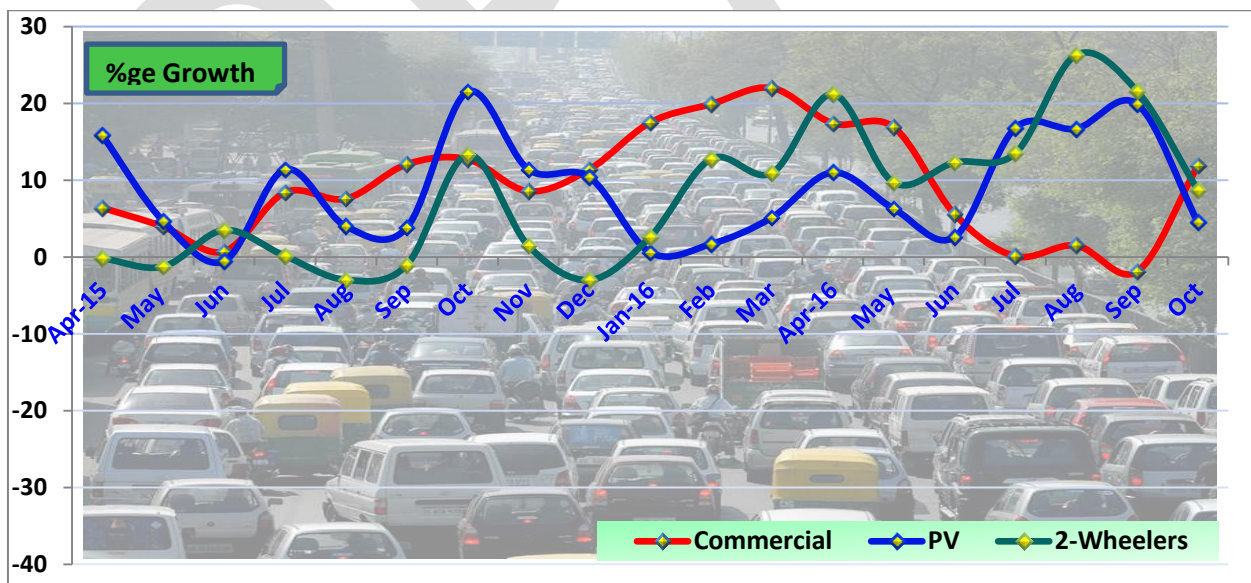 30
20
10
0
-10
-20
-30
-40
%ge Growth
Apr-15
May
Jun
Jul
Aug
Sep
Oct
Nov
Dec
Jan-16
Feb
Mar
Apr-16
May
Jun
Jul
Aug
Sep
Oct
Commercial PV 2-Wheelers